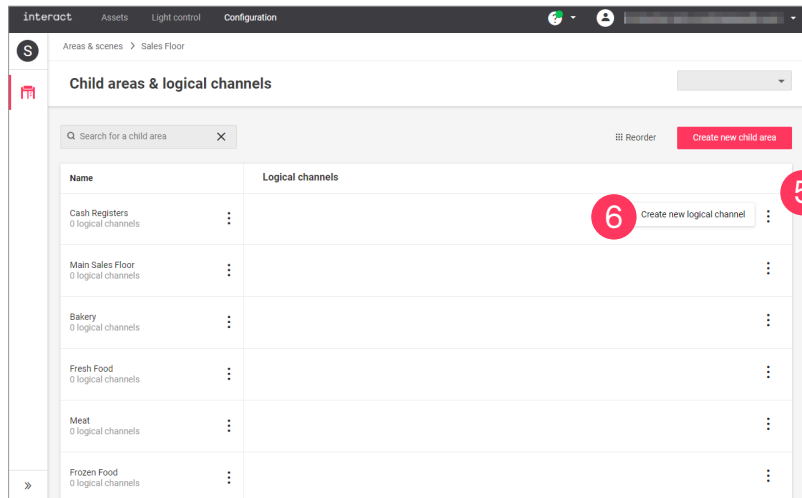 interact Assets Light control Configuration ?
S Areas & scenes > Sales Floor
Child areas & logical channels
Search for a child area Reorder Create new child area
Name Logical channels 5
Cash Registers 6 Create new logical channel
0 logical channels
Main Sales Floor
0 logical channels
Bakery
0 logical channels
Fresh Food
0 logical channels
Meat
0 logical channels
Frozen Food
0 logical channels